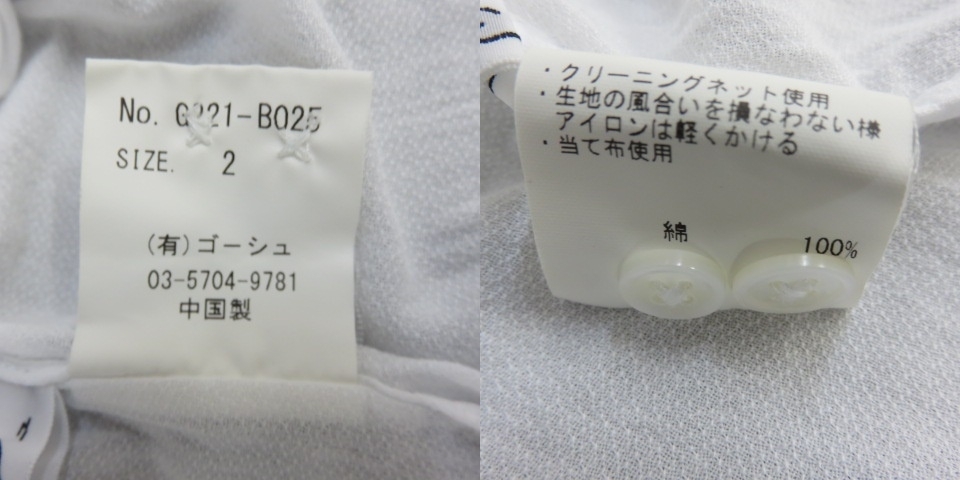 No. G221-B025
SIZE. 2
(有)ゴーシュ
03-5704-9781
中国製
・クリーニングネット使用
・生地の風合いを損なわない様
アイロンは軽くかける
・当て布使用
綿 100%